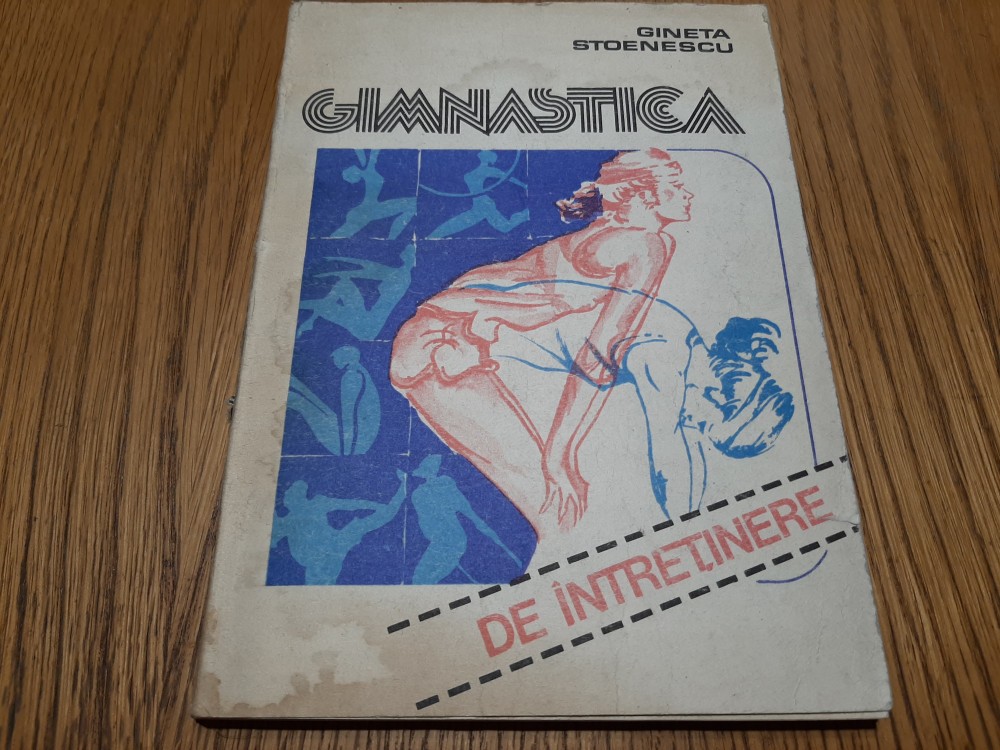 GINETA
STOENESCU
GIMNASTICA
DE ÎNTREȚINERE